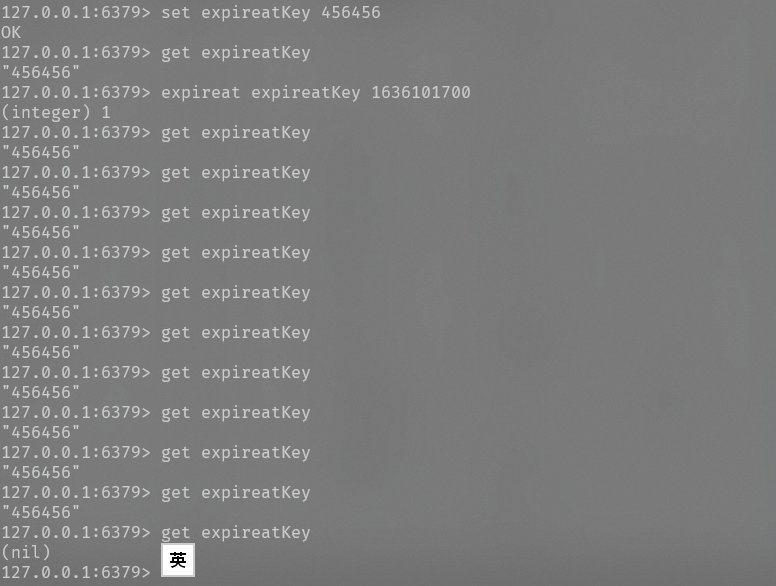 127.0.0.1:6379> set expireatKey 456456
OK
127.0.0.1:6379> get expireatKey
"456456"
127.0.0.1:6379> expireat expireatKey 1636101700
(integer) 1
127.0.0.1:6379> get expireatKey
"456456"
127.0.0.1:6379> get expireatKey
"456456"
127.0.0.1:6379> get expireatKey
"456456"
127.0.0.1:6379> get expireatKey
"456456"
127.0.0.1:6379> get expireatKey
"456456"
127.0.0.1:6379> get expireatKey
"456456"
127.0.0.1:6379> get expireatKey
"456456"
127.0.0.1:6379> get expireatKey
"456456"
127.0.0.1:6379> get expireatKey
"456456"
127.0.0.1:6379> get expireatKey
"456456"
127.0.0.1:6379> get expireatKey
(nil)
127.0.0.1:6379>
英